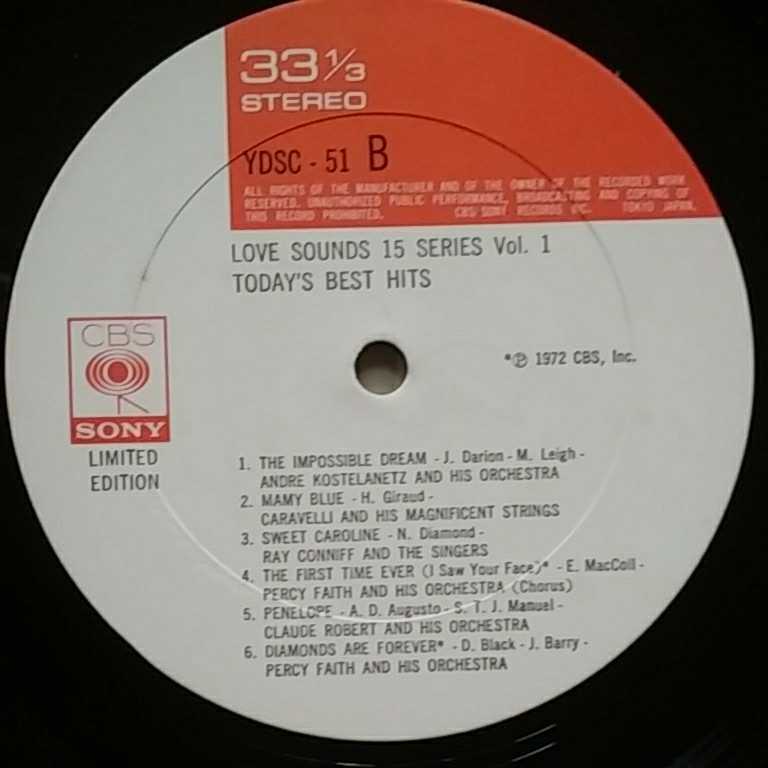 33 1/3
STEREO
YDSC - 51 B
ALL RIGHTS OF THE MANUFACTURER AND OF THE OWNER OF THE RECORDED WORK
RESERVED. UNAUTHORIZED PUBLIC PERFORMANCE, BROADCASTING AND COPYING OF
THIS RECORD PROHIBITED. CBS/SONY RECORDS INC. TOKYO JAPAN.
LOVE SOUNDS 15 SERIES Vol. 1
TODAY'S BEST HITS
*℗ 1972 CBS, Inc.
CBS
SONY
LIMITED
EDITION
1. THE IMPOSSIBLE DREAM - J. Darion - M. Leigh -
ANDRE KOSTELANETZ AND HIS ORCHESTRA
2. MAMY BLUE - H. Giraud -
CARAVELLI AND HIS MAGNIFICENT STRINGS
3. SWEET CAROLINE - N. Diamond -
RAY CONNIFF AND THE SINGERS
4. THE FIRST TIME EVER (I Saw Your Face)* - E. MacColl -
PERCY FAITH AND HIS ORCHESTRA (Chorus)
5. PENELOPE - A. D. Augusto - S. T. J. Manuel -
CLAUDE ROBERT AND HIS ORCHESTRA
6. DIAMONDS ARE FOREVER* - D. Black - J. Barry -
PERCY FAITH AND HIS ORCHESTRA